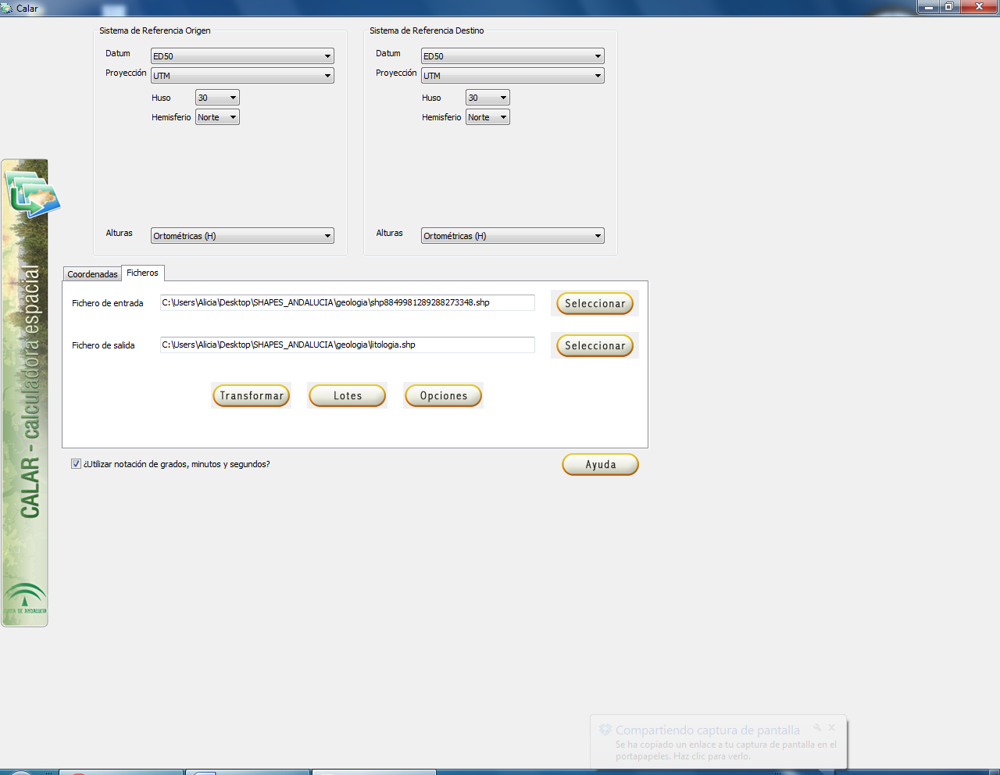 Calar
Sistema de Referencia Origen
Datum ED50
Proyección UTM
Huso 30
Hemisferio Norte
Alturas Ortométricas (H)
Sistema de Referencia Destino
Datum ED50
Proyección UTM
Huso 30
Hemisferio Norte
Alturas Ortométricas (H)
Coordenadas Ficheros
Fichero de entrada C:\Users\Alicia\Desktop\SHAPES_ANDALUCIA\geologia\shp8849981289288273348.shp Seleccionar
Fichero de salida C:\Users\Alicia\Desktop\SHAPES_ANDALUCIA\geologia\litologia.shp Seleccionar
Transformar Lotes Opciones
¿Utilizar notación de grados, minutos y segundos? Ayuda
CALAR - calculadora espacial
JUNTA DE ANDALUCIA
Compartiendo captura de pantalla
Se ha copiado un enlace a tu captura de pantalla en el
portapapeles. Haz clic para verlo.